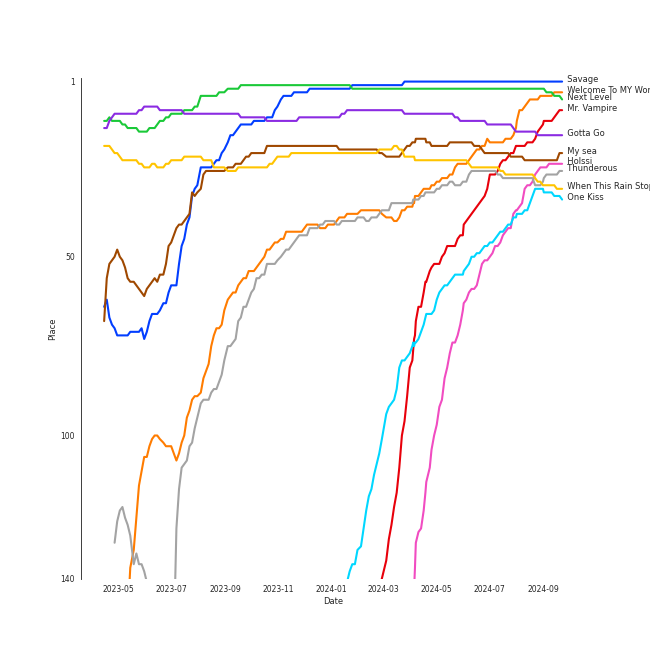 1
50
100
140
Place
Savage
Welcome To MY Wor
Next Level
Mr. Vampire
Gotta Go
My sea
Holssi
Thunderous
When This Rain Stop
One Kiss
2023-05
2023-07
2023-09
2023-11
2024-01
2024-03
2024-05
2024-07
2024-09
Date